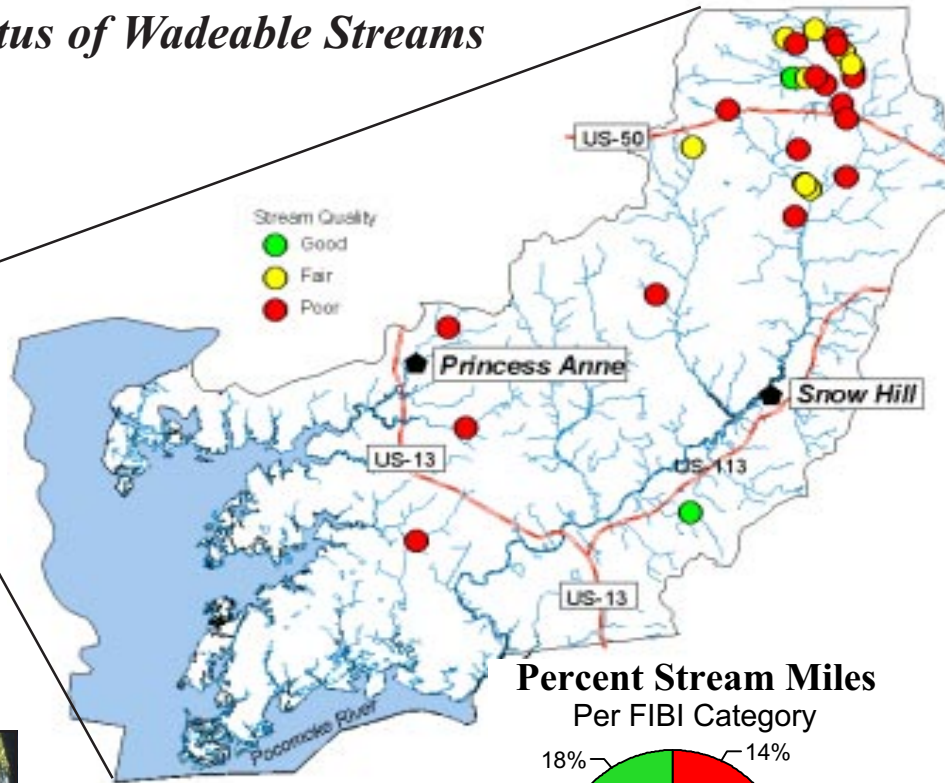 tus of Wadeable Streams
US-50
Stream Quality
Good
Fair
Poor
Princess Anne
Snow Hill
US-13
US-113
US-13
Pocomoke River
Percent Stream Miles
Per FIBI Category
18%
14%